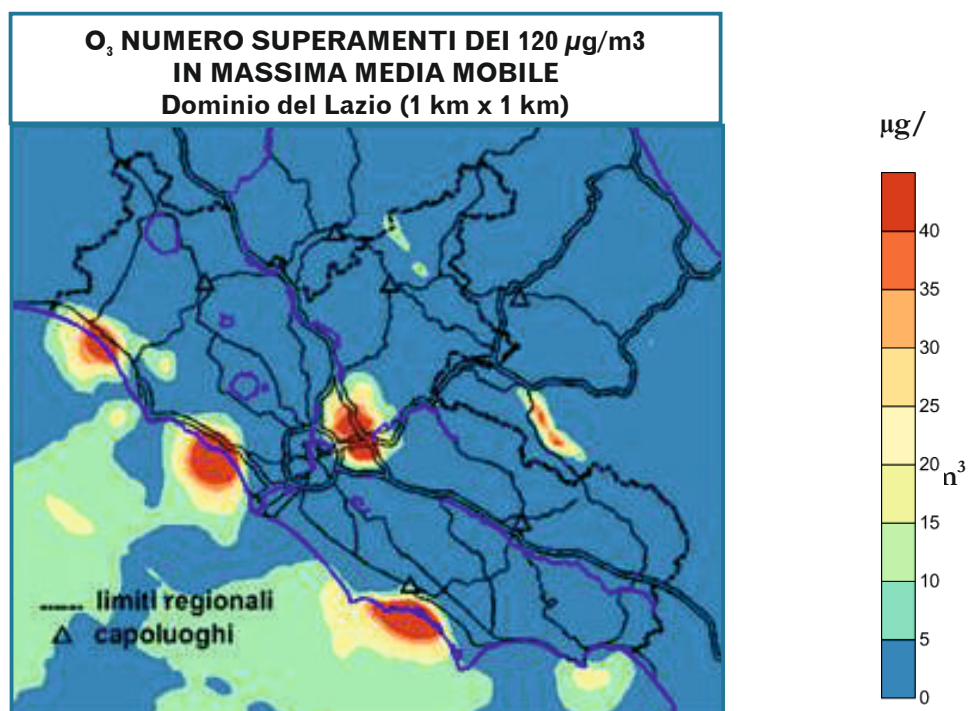 O₃ NUMERO SUPERAMENTI DEI 120 µg/m3
IN MASSIMA MEDIA MOBILE
Dominio del Lazio (1 km x 1 km)
µg/
40
35
30
25
20
n³
15
10
5
0
limiti regionali
capoluoghi